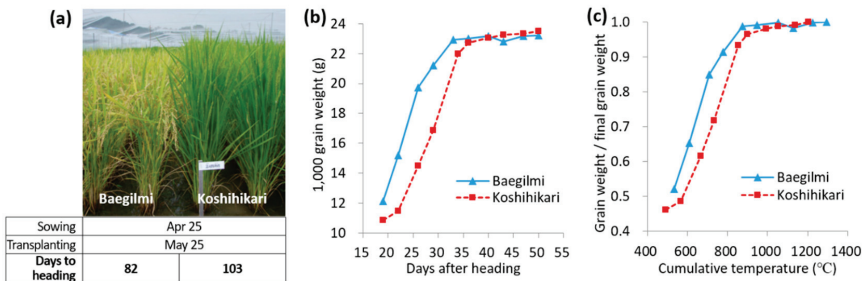 (a)
Baegilmi Koshihikari
Sowing Apr 25
Transplanting May 25
Days to
heading 82 103
(b)
1,000 grain weight (g)
24
22
20
18
16
14
12
10
15 20 25 30 35 40 45 50 55
Days after heading
Baegilmi
Koshihikari
(c)
Grain weight / final grain weight
1.0
0.9
0.8
0.7
0.6
0.5
0.4
400 600 800 1000 1200 1400
Cumulative temperature (℃)
Baegilmi
Koshihikari